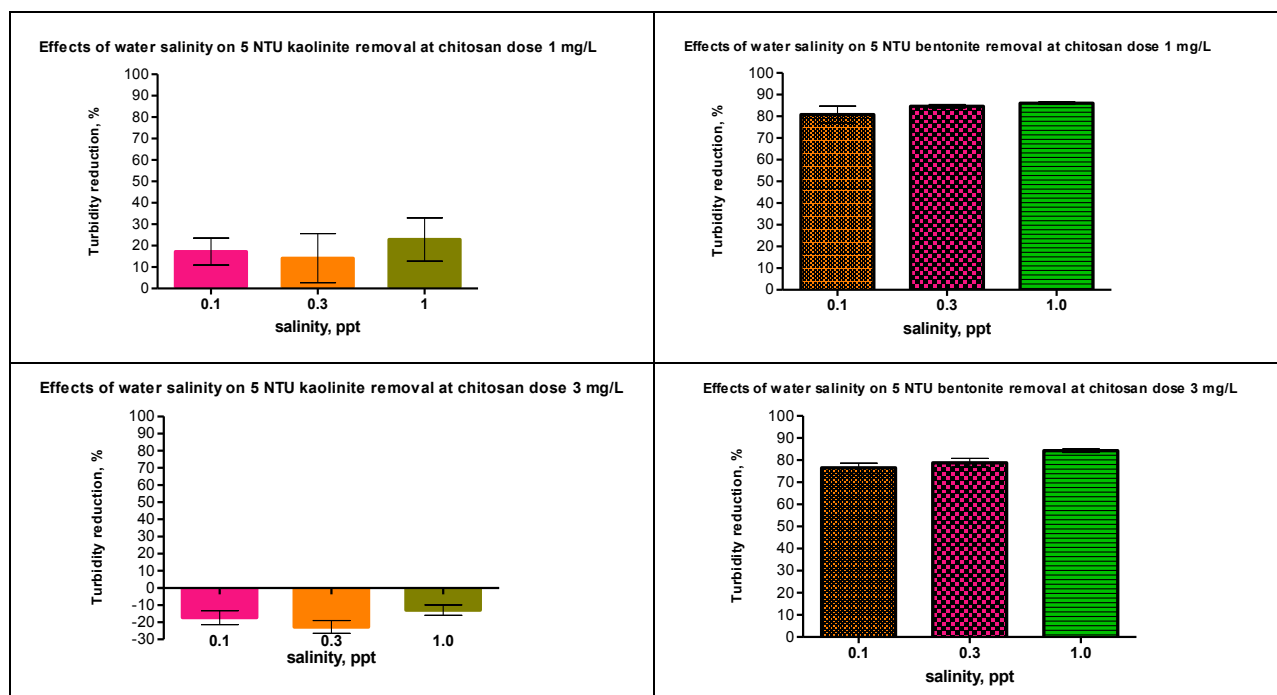 Effects of water salinity on 5 NTU kaolinite removal at chitosan dose 1 mg/L
100
90
80
70
60
50
40
30
20
10
0
Turbidity reduction, %
0.1 0.3 1
salinity, ppt
Effects of water salinity on 5 NTU bentonite removal at chitosan dose 1 mg/L
100
90
80
70
60
50
40
30
20
10
0
Turbidity reduction, %
0.1 0.3 1.0
salinity, ppt
Effects of water salinity on 5 NTU kaolinite removal at chitosan dose 3 mg/L
100
90
80
70
60
50
40
30
20
10
0
-10
-20
-30
Turbidity reduction, %
0.1 0.3 1.0
salinity, ppt
Effects of water salinity on 5 NTU bentonite removal at chitosan dose 3 mg/L
100
90
80
70
60
50
40
30
20
10
0
Turbidity reduction, %
0.1 0.3 1.0
salinity, ppt